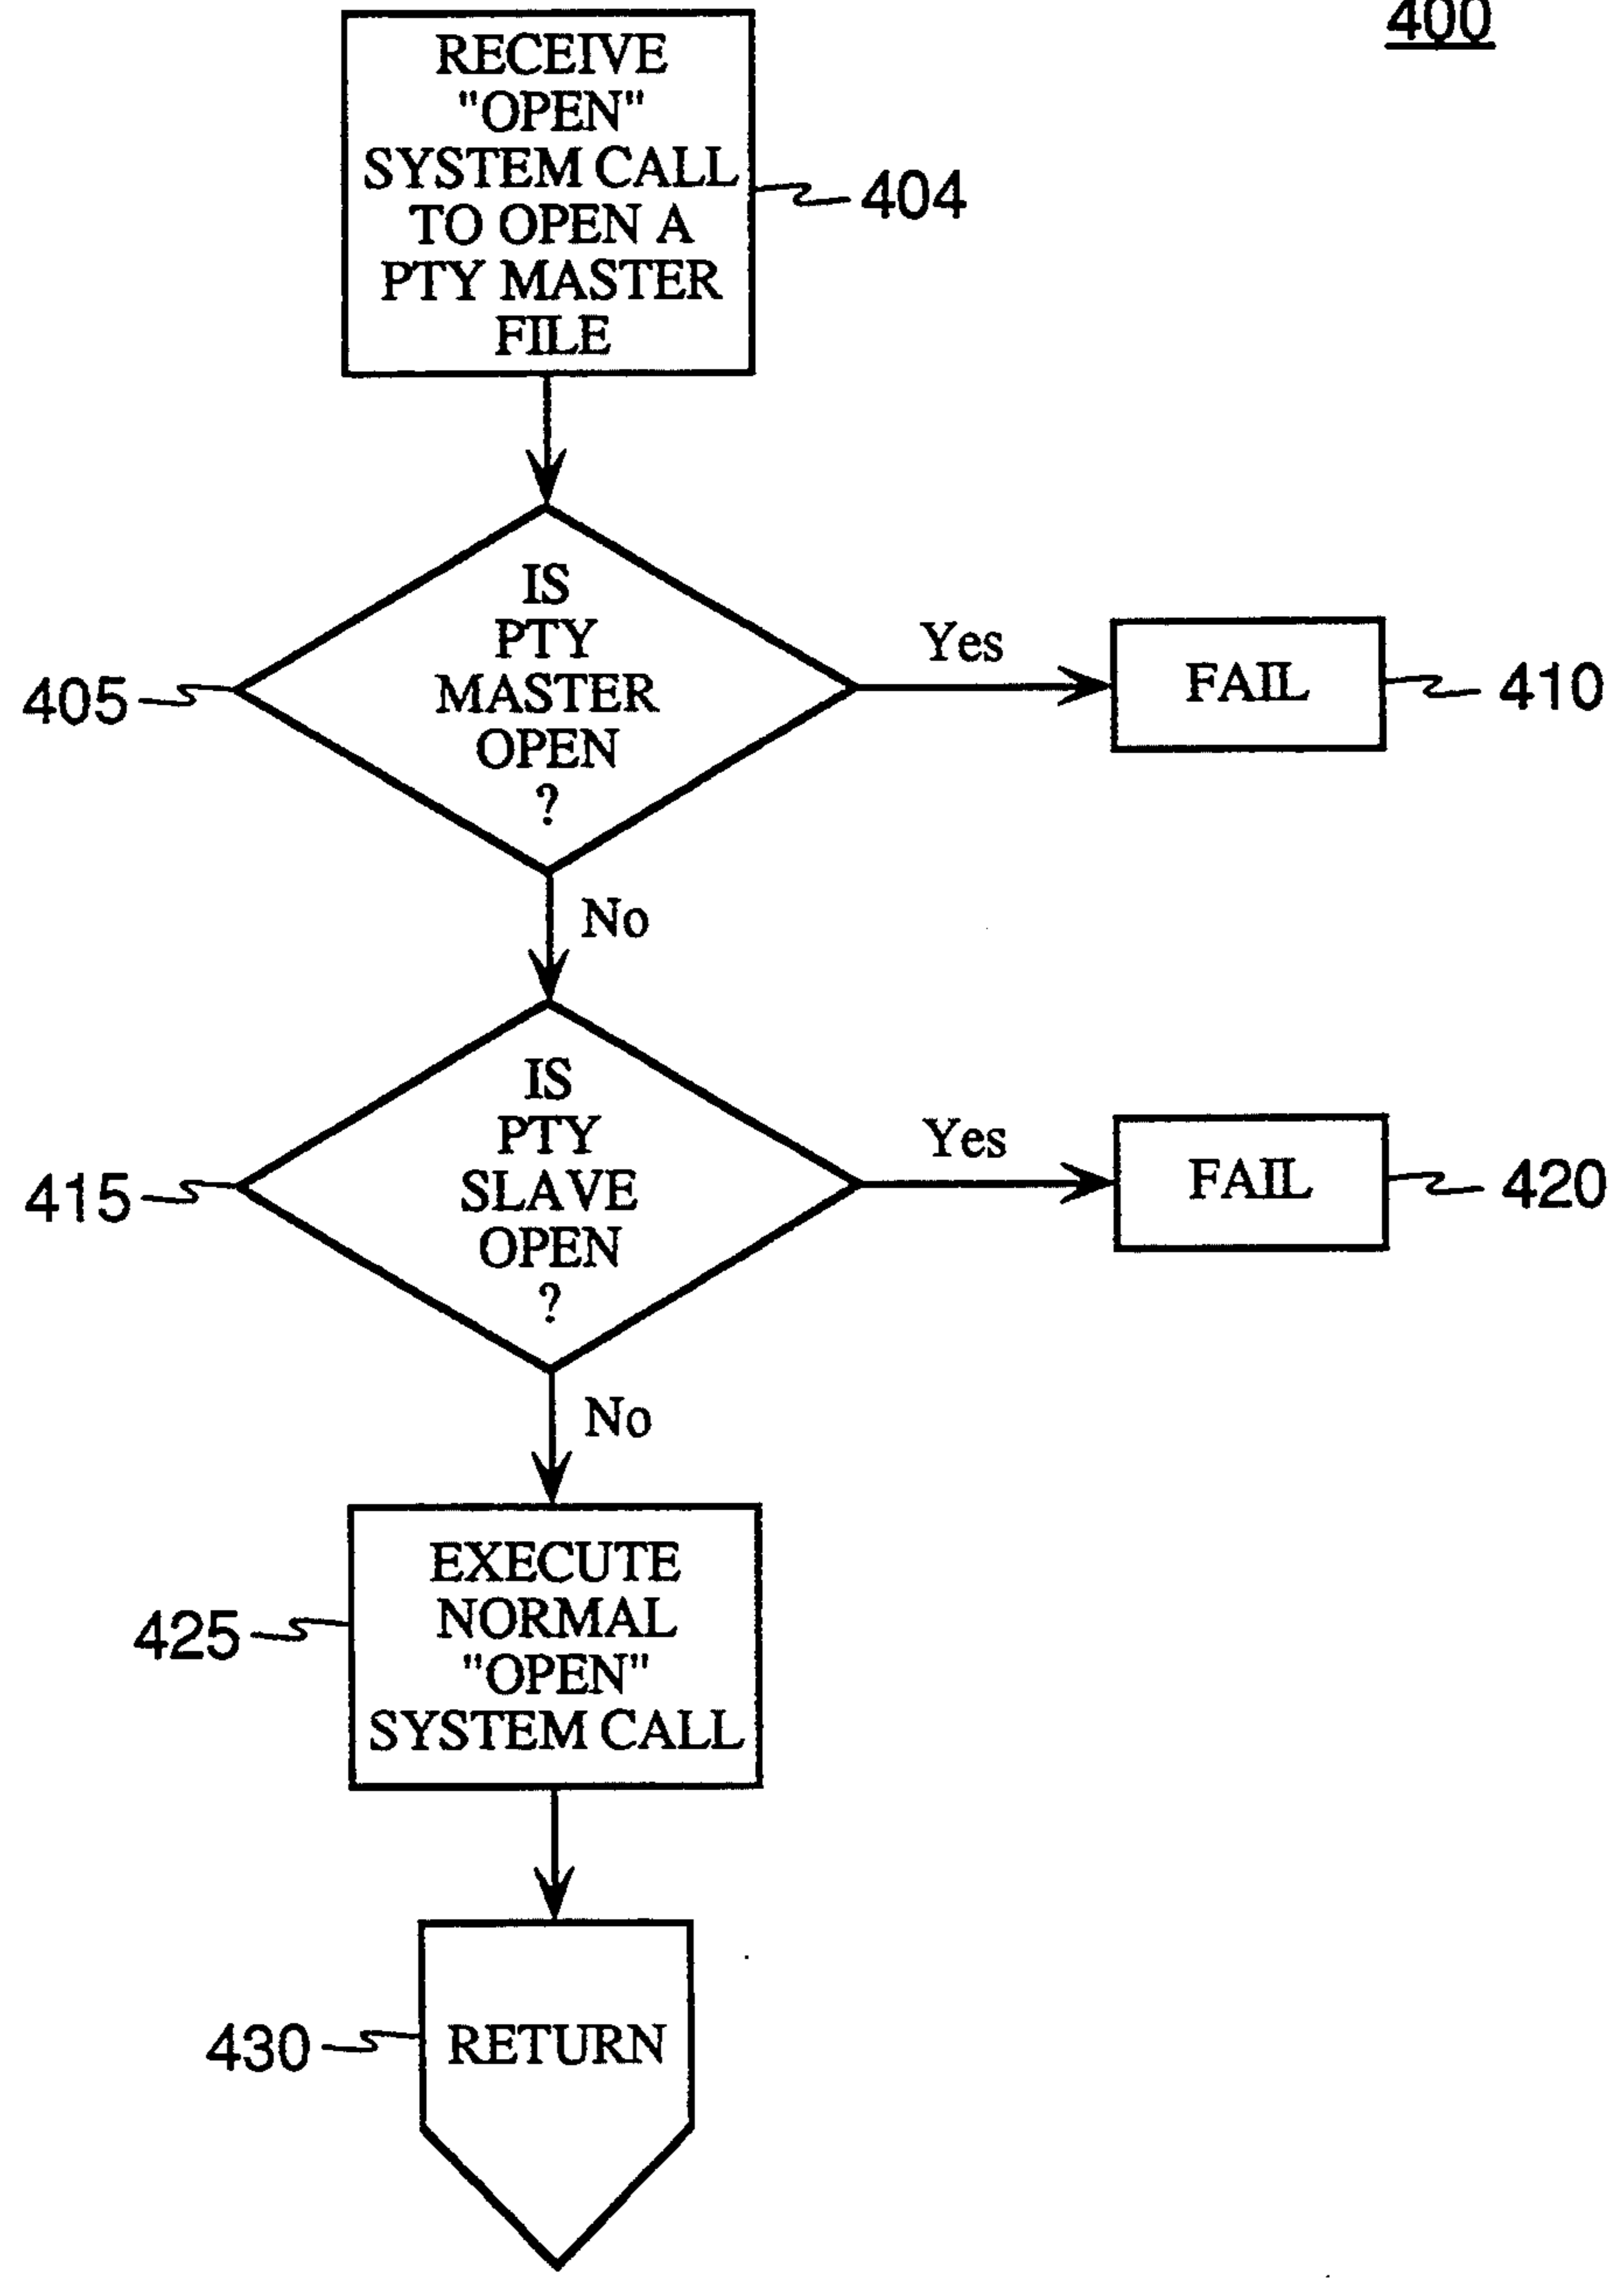 400
RECEIVE
"OPEN"
SYSTEM CALL
TO OPEN A
PTY MASTER
FILE
404
IS
PTY
MASTER
OPEN
?
405
Yes
FAIL
410
No
IS
PTY
SLAVE
OPEN
?
415
Yes
FAIL
420
No
EXECUTE
NORMAL
"OPEN"
SYSTEM CALL
425
RETURN
430